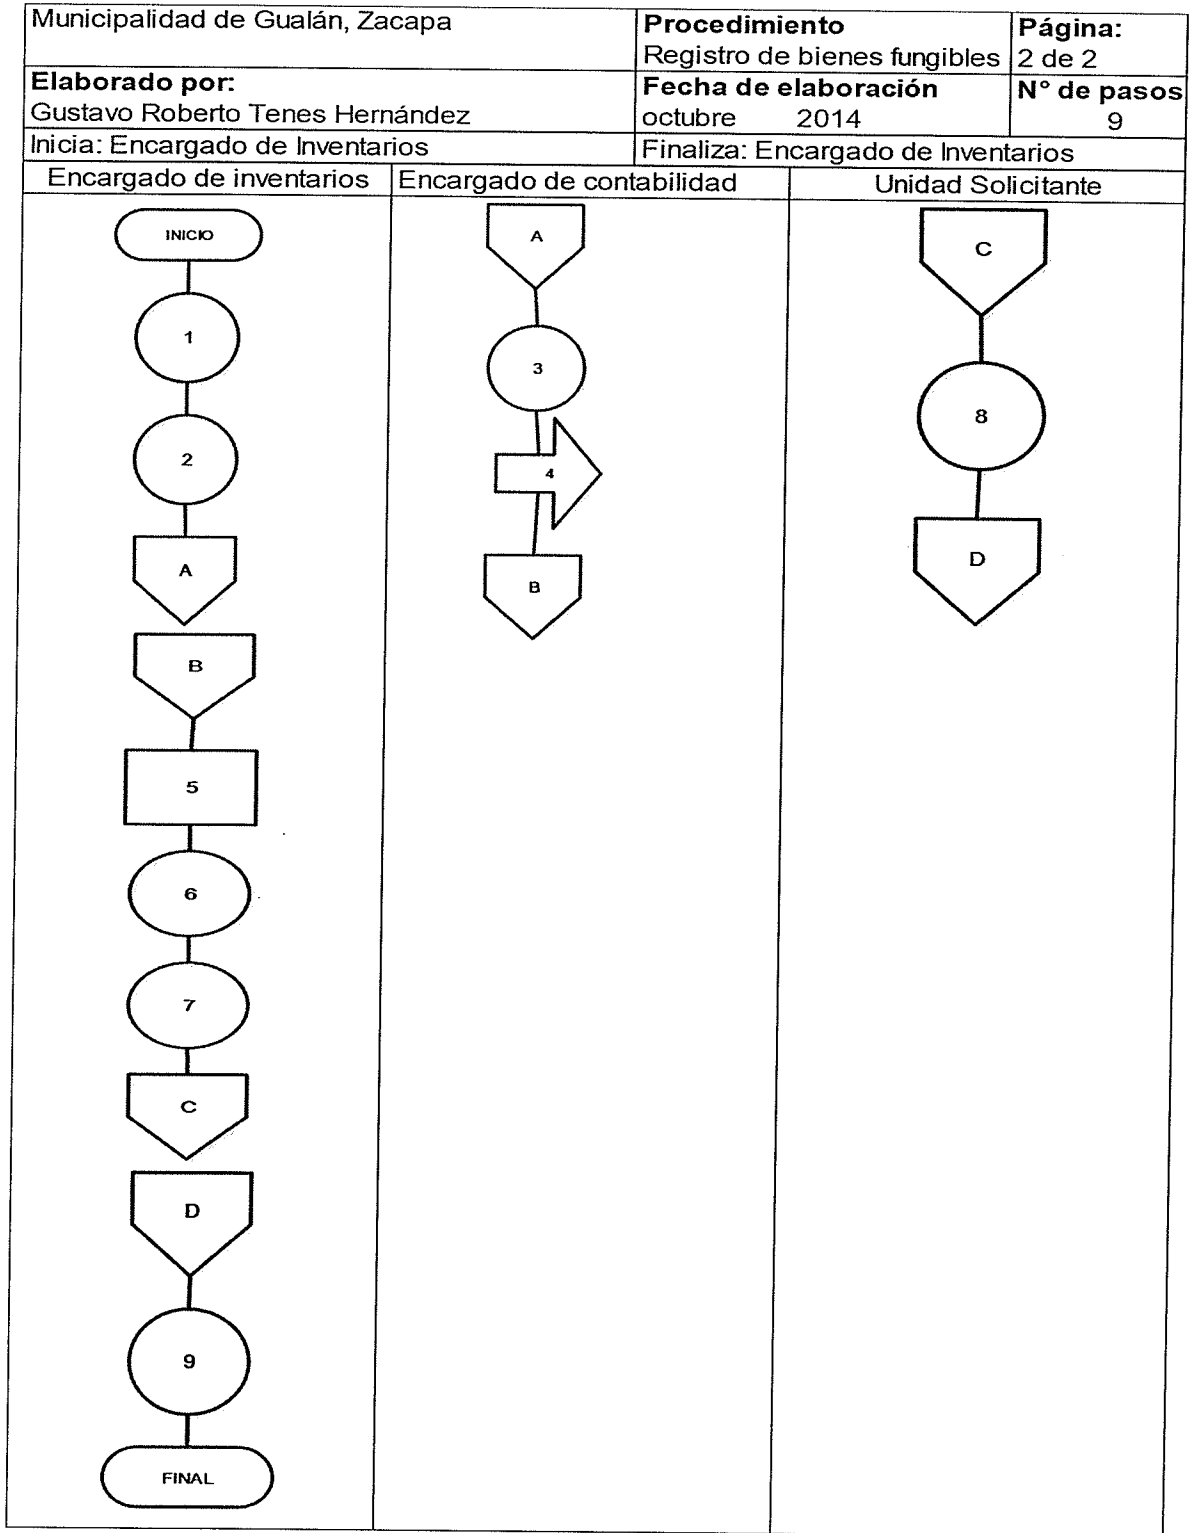 Municipalidad de Gualán, Zacapa
Procedimiento
Registro de bienes fungibles
Página:
2 de 2
Elaborado por:
Gustavo Roberto Tenes Hernández
Fecha de elaboración
octubre 2014
N° de pasos
9
Inicia: Encargado de Inventarios
Finaliza: Encargado de Inventarios
Encargado de inventarios
Encargado de contabilidad
Unidad Solicitante
INICIO
1
2
A
B
5
6
7
C
D
9
FINAL
A
3
4
B
C
8
D